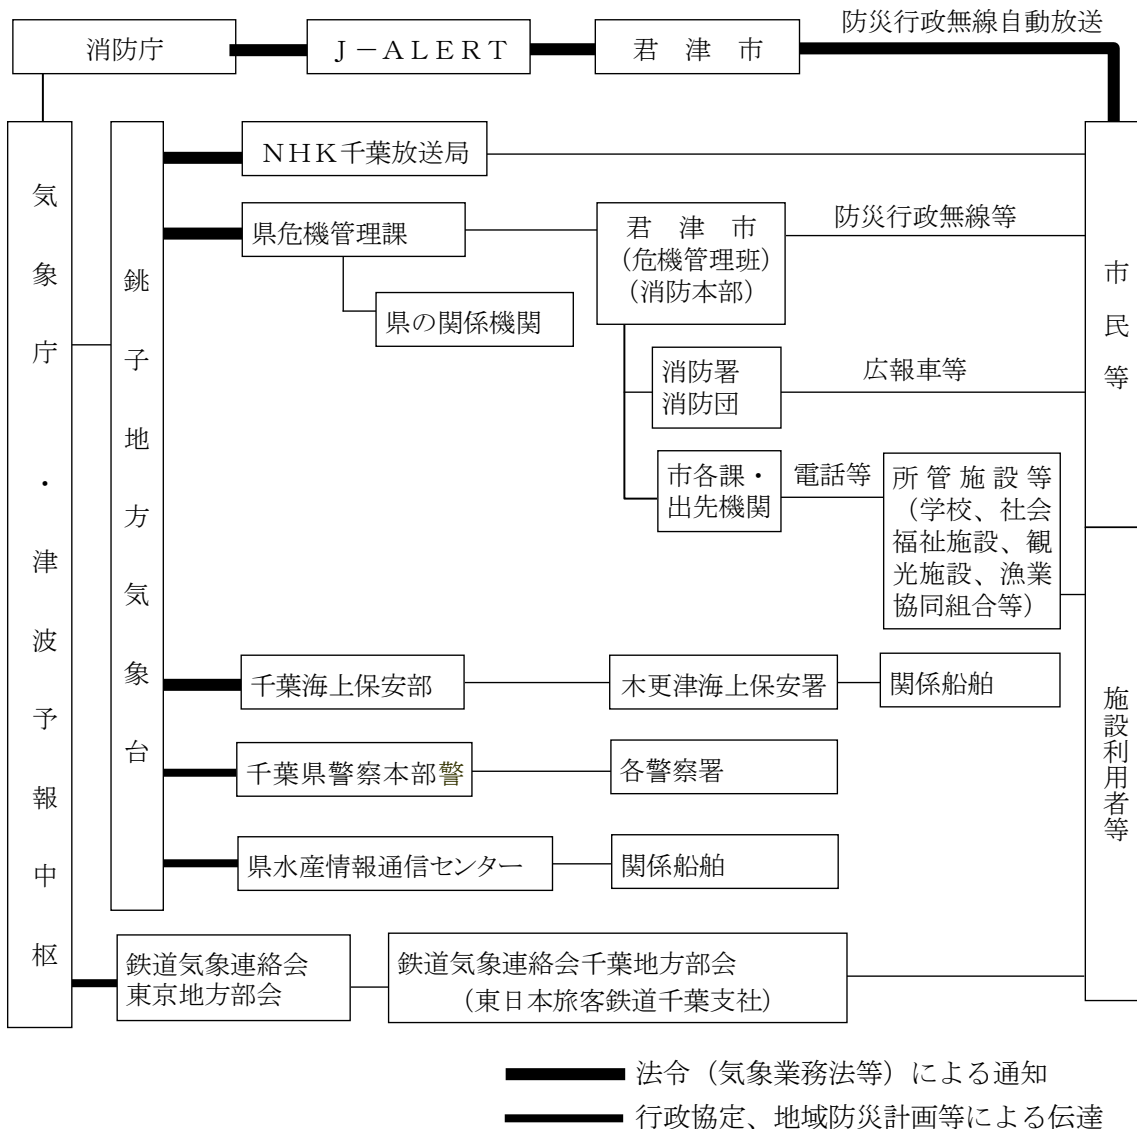 防災行政無線自動放送
消防庁
J－ALERT
君津市
気象庁・津波予報中枢
銚子地方気象台
NHK千葉放送局
県危機管理課
県の関係機関
君津市
（危機管理班）
（消防本部）
防災行政無線等
消防署
消防団
広報車等
市各課・
出先機関
電話等
所管施設等
（学校、社会
福祉施設、観
光施設、漁業
協同組合等）
市民等
施設利用者等
千葉海上保安部
木更津海上保安署
関係船舶
千葉県警察本部警
各警察署
県水産情報通信センター
関係船舶
鉄道気象連絡会
東京地方部会
鉄道気象連絡会千葉地方部会
（東日本旅客鉄道千葉支社）
法令（気象業務法等）による通知
行政協定、地域防災計画等による伝達